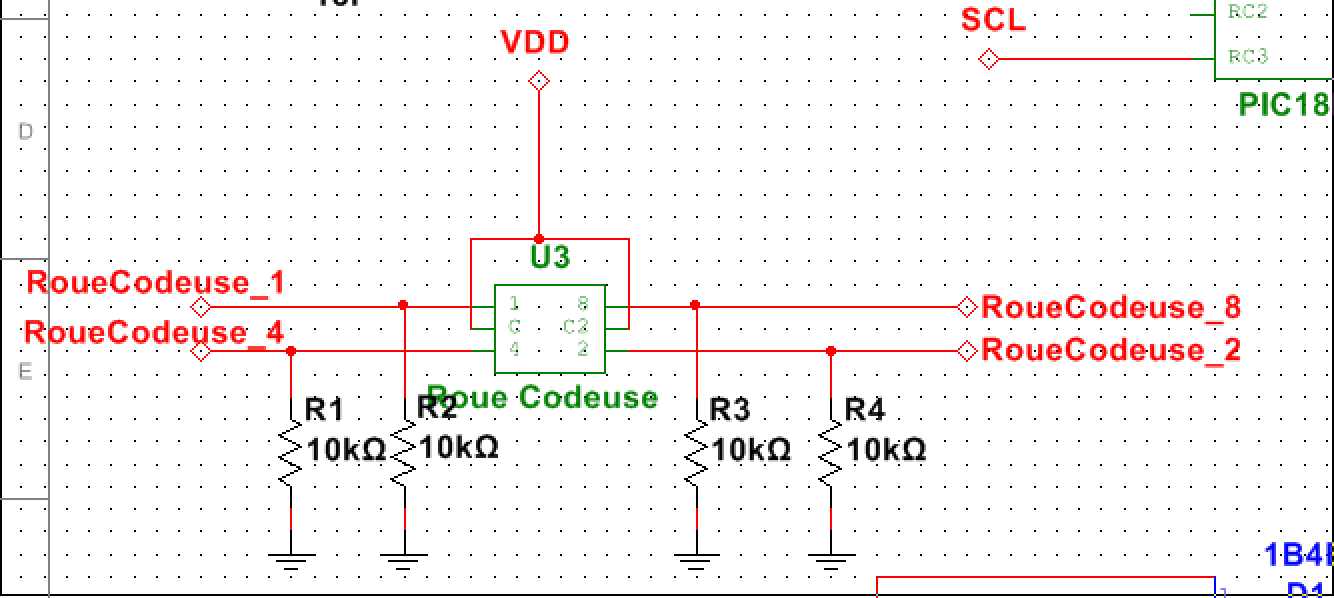 VDD
SCL
RC2
RC3
PIC18
D
U3
RoueCodeuse_1
1
8
RoueCodeuse_8
C
C2
RoueCodeuse_4
4
2
RoueCodeuse_2
E
Roue Codeuse
R1
10kΩ
R2
10kΩ
R3
10kΩ
R4
10kΩ
D1